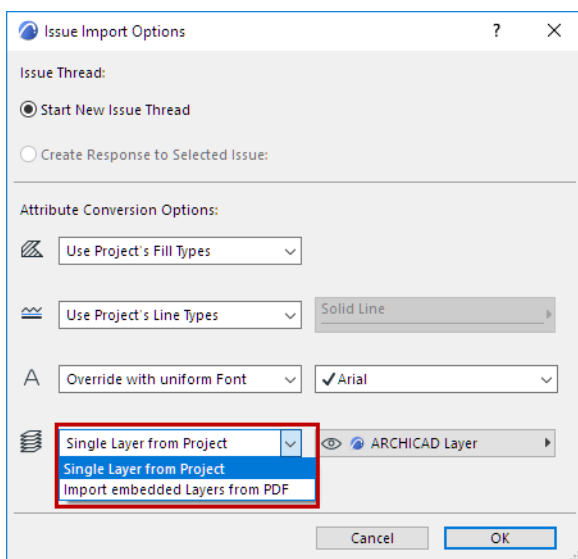 Issue Import Options
Issue Thread:
Start New Issue Thread
Create Response to Selected Issue:
Attribute Conversion Options:
Use Project's Fill Types
Use Project's Line Types
Solid Line
Override with uniform Font
Arial
Single Layer from Project
ARCHICAD Layer
Single Layer from Project
Import embedded Layers from PDF
Cancel
OK